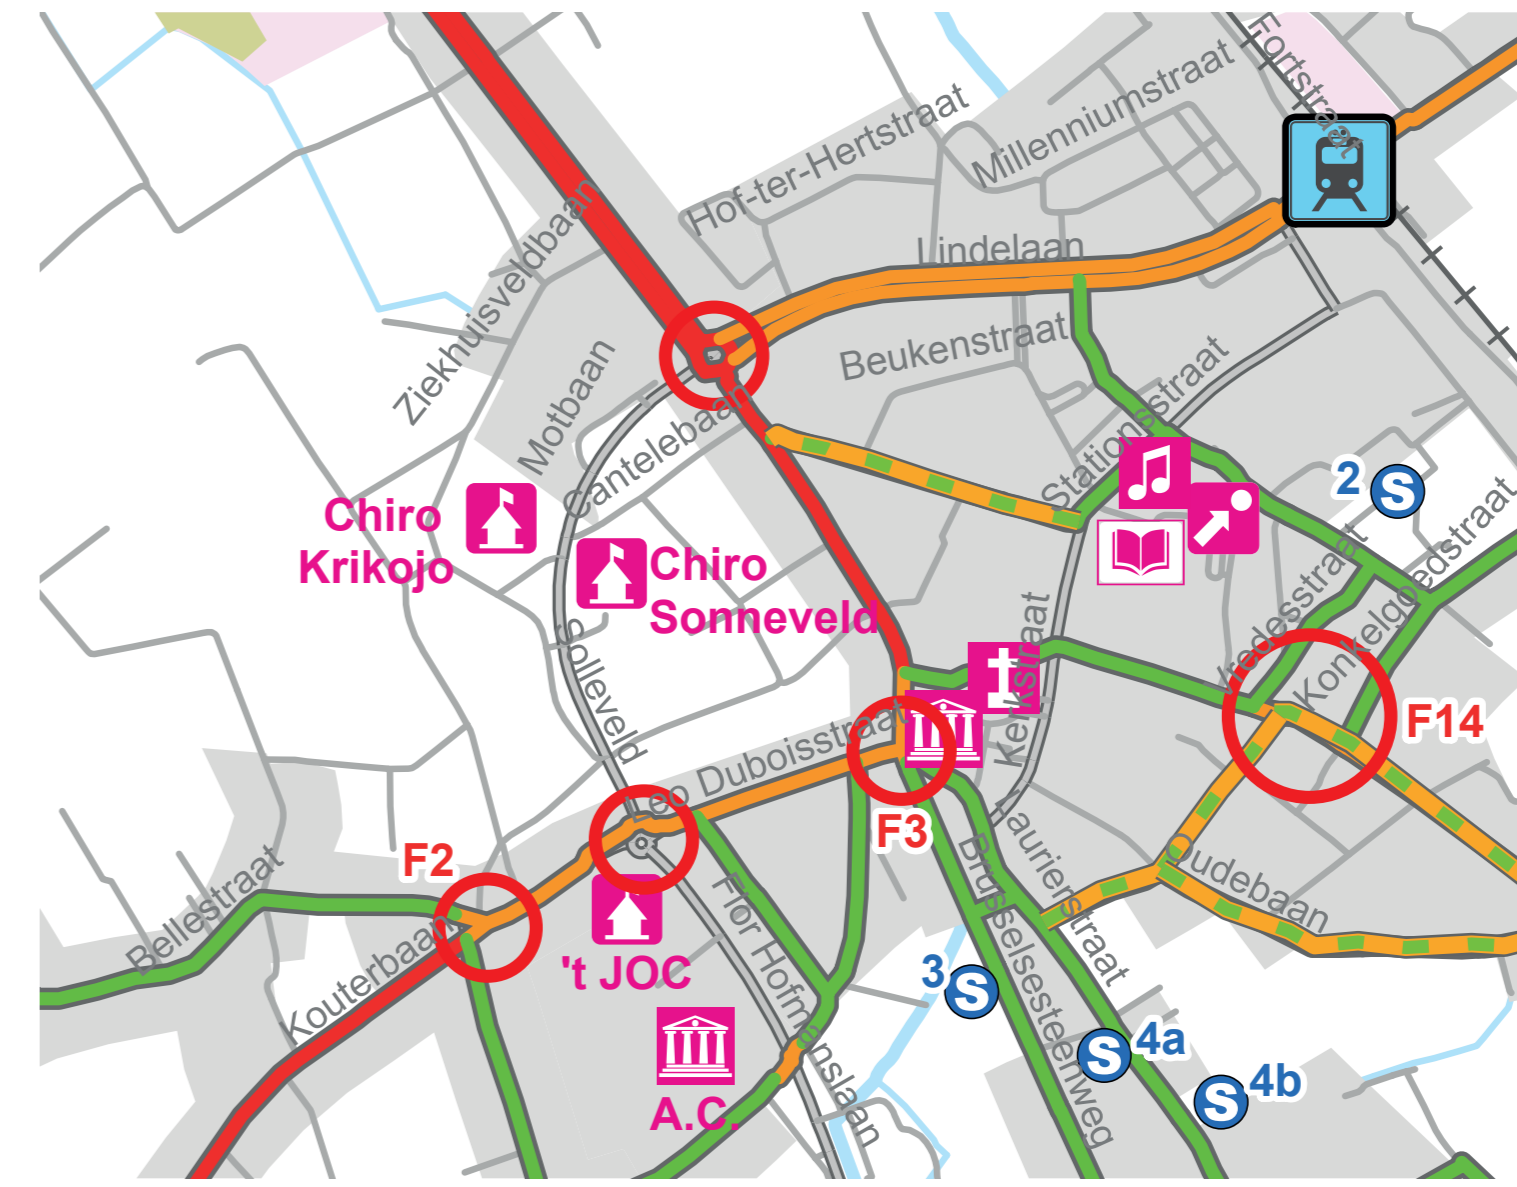 Fortstraat
Hof-ter-Hertstraat
Millenniumstraat
Lindelaan
Ziekhuisveldbaan
Beukenstraat
Motbaan
Cantelebaan
Stationsstraat
2
S
Chiro
Krikojo
Chiro
Sonneveld
Vredesstraat
Konkelgoedstraat
Kerkstraat
Solleveld
F14
Leo Duboisstraat
F3
F2
Oudebaan
Bellestraat
Kouterbaan
't JOC
Flor Hofmanslaan
Brusselsesteenweg
Laurierstraat
3
S
S
4a
S
4b
A.C.